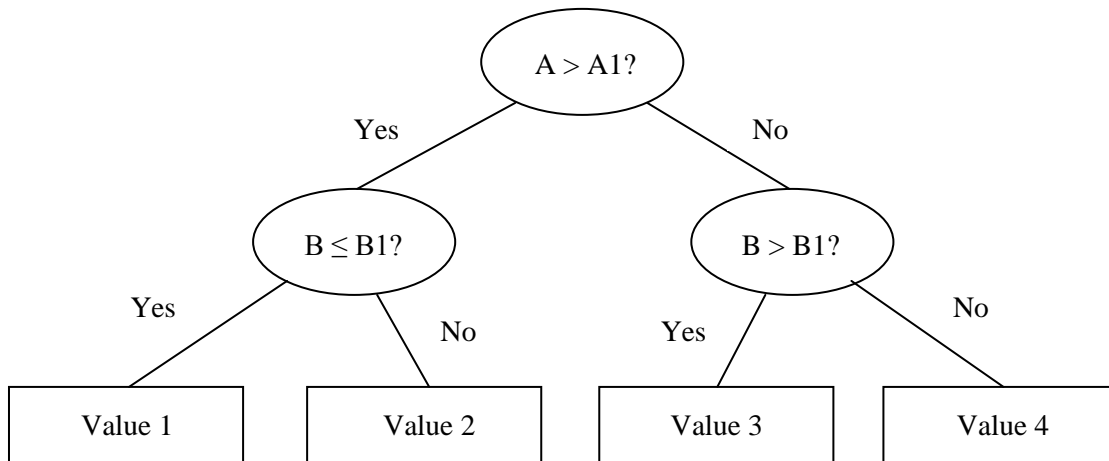 A > A1?
Yes
No
B ≤ B1?
B > B1?
Yes
No
Yes
No
Value 1
Value 2
Value 3
Value 4